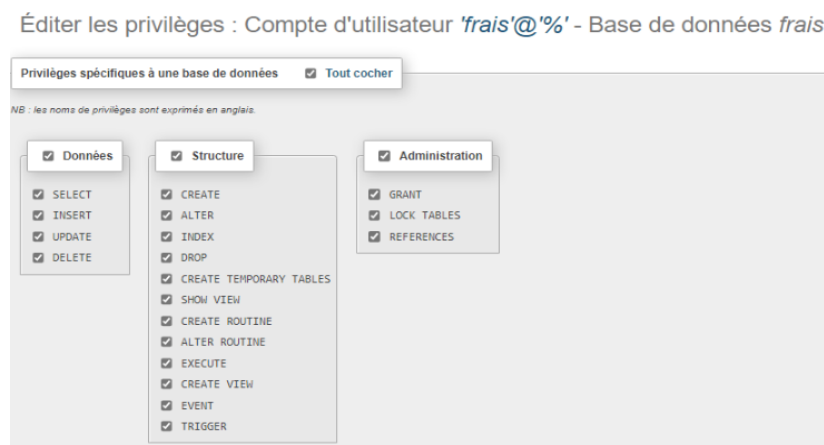 Éditer les privilèges : Compte d'utilisateur 'frais'@'%' - Base de données frais
Privilèges spécifiques à une base de données Tout cocher
NB : les noms de privilèges sont exprimés en anglais.
Données
SELECT
INSERT
UPDATE
DELETE
Structure
CREATE
ALTER
INDEX
DROP
CREATE TEMPORARY TABLES
SHOW VIEW
CREATE ROUTINE
ALTER ROUTINE
EXECUTE
CREATE VIEW
EVENT
TRIGGER
Administration
GRANT
LOCK TABLES
REFERENCES